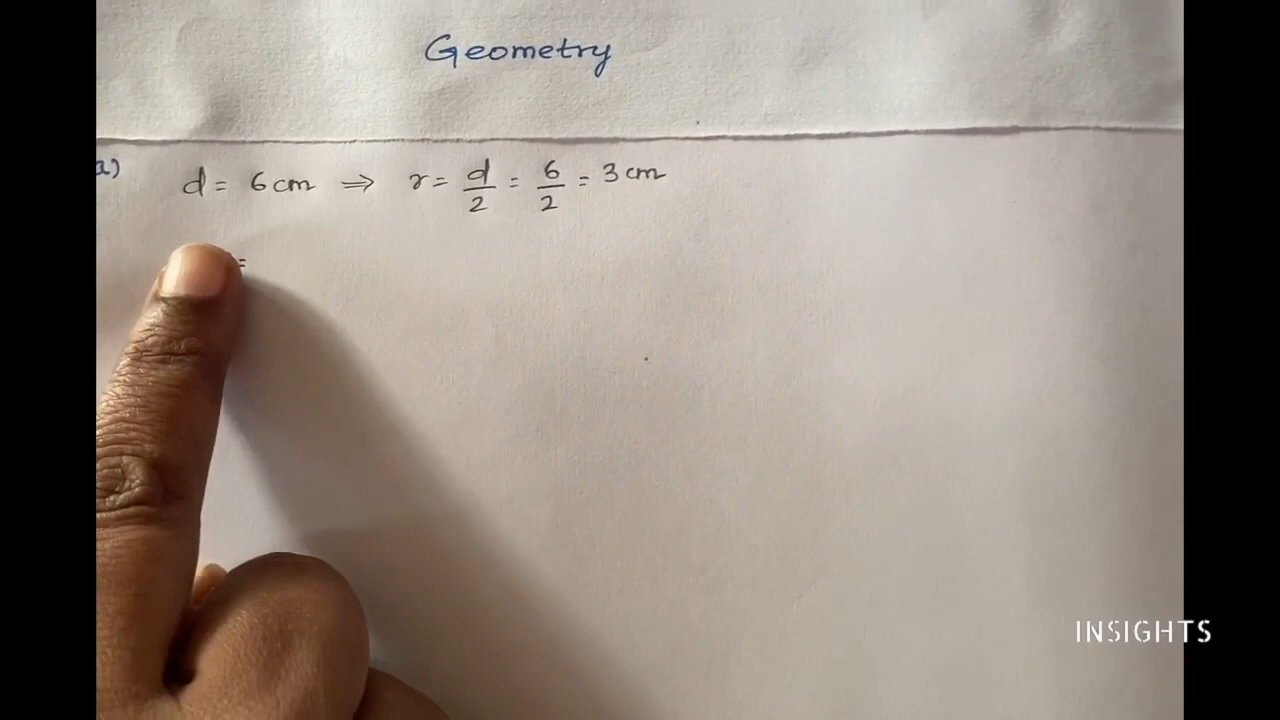 Geometry
a) d = 6 cm ⇒ r = d/2 = 6/2 = 3 cm
=
INSIGHTS